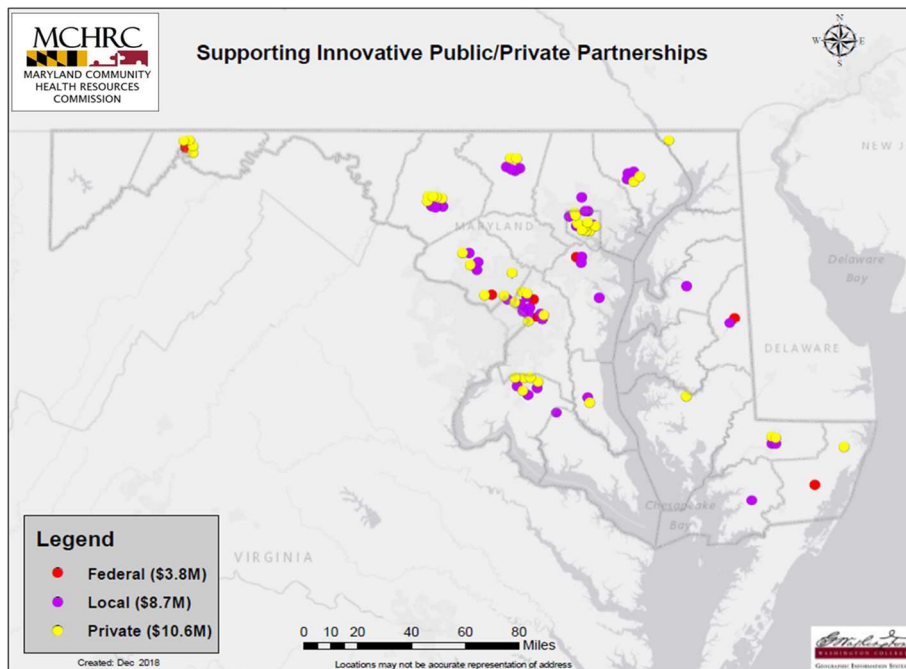 MCHRC
MARYLAND COMMUNITY
HEALTH RESOURCES
COMMISSION
Supporting Innovative Public/Private Partnerships
N
W
E
S
NEW J
MARYLAND
Delaware
Bay
DELAWARE
Chesapeake
Bay
VIRGINIA
Legend
Federal ($3.8M)
Local ($8.7M)
Private ($10.6M)
0 10 20 40 60 80
Miles
Created: Dec 2018
Locations may not be accurate representation of address
WASHINGTON COLLEGE